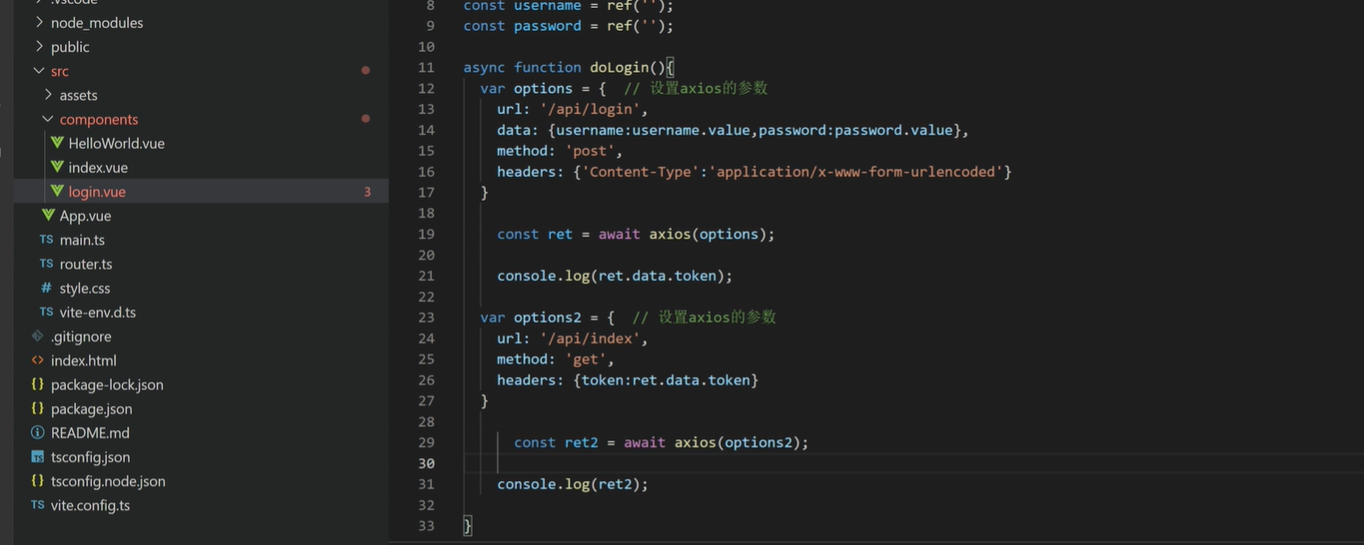 .vscode
node_modules
public
src
assets
components
HelloWorld.vue
index.vue
login.vue 3
App.vue
TS main.ts
TS router.ts
# style.css
TS vite-env.d.ts
.gitignore
<> index.html
{} package-lock.json
{} package.json
README.md
TS tsconfig.json
{} tsconfig.node.json
TS vite.config.ts
8 const username = ref('');
9 const password = ref('');
10
11 async function doLogin(){
12 var options = { // 设置axios的参数
13 url: '/api/login',
14 data: {username:username.value,password:password.value},
15 method: 'post',
16 headers: {'Content-Type':'application/x-www-form-urlencoded'}
17 }
18
19 const ret = await axios(options);
20
21 console.log(ret.data.token);
22
23 var options2 = { // 设置axios的参数
24 url: '/api/index',
25 method: 'get',
26 headers: {token:ret.data.token}
27 }
28
29 const ret2 = await axios(options2);
30
31 console.log(ret2);
32
33 }